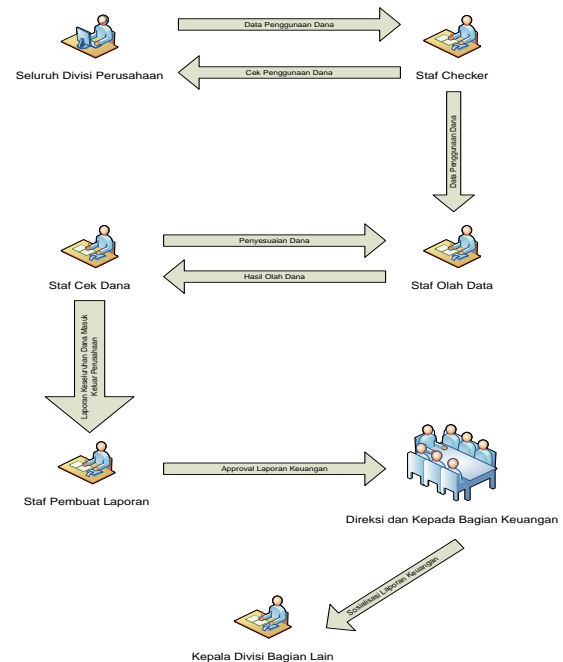 Data Penggunaan Dana
Seluruh Divisi Perusahaan
Cek Penggunaan Dana
Staf Checker
Data Penggunaan Dana
Penyesuaian Dana
Staf Cek Dana
Hasil Olah Dana
Staf Olah Data
Laporan Keseluruhan Dana Masuk
Keluar Perusahaan
Approval Laporan Keuangan
Staf Pembuat Laporan
Direksi dan Kepada Bagian Keuangan
Sosialisasi Laporan Keuangan
Kepala Divisi Bagian Lain